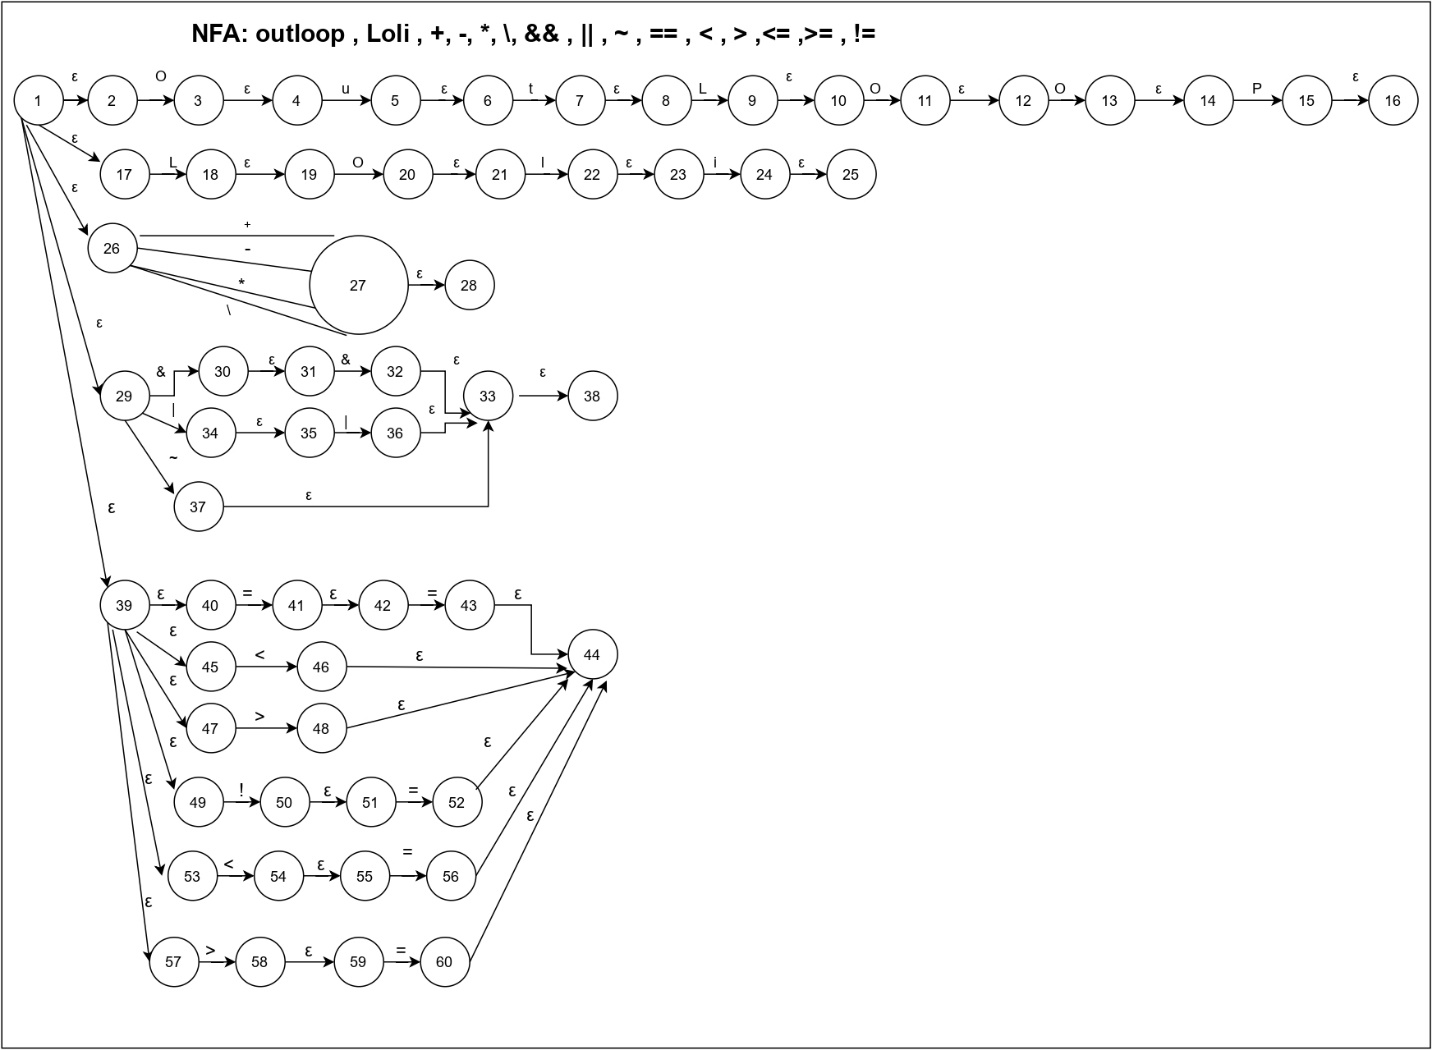 NFA: outloop , Loli , +, -, *, \, && , || , ~ , == , < , > ,<= ,>= , !=
ε O ε u ε t ε L ε O ε O ε P ε
1 2 3 4 5 6 7 8 9 10 11 12 13 14 15 16
ε L ε O ε l ε i ε
17 18 19 20 21 22 23 24 25
ε
+
26 -
27 ε 28
*
\
ε
& ε & ε ε
30 31 32
29 33 38
| ε | ε
34 35 36
~
37 ε
ε
ε = ε = ε
39 40 41 42 43
ε < ε 44
45 46
ε > ε
47 48
ε ! ε = ε
49 50 51 52
ε < ε = ε
53 54 55 56
ε > ε = ε
57 58 59 60